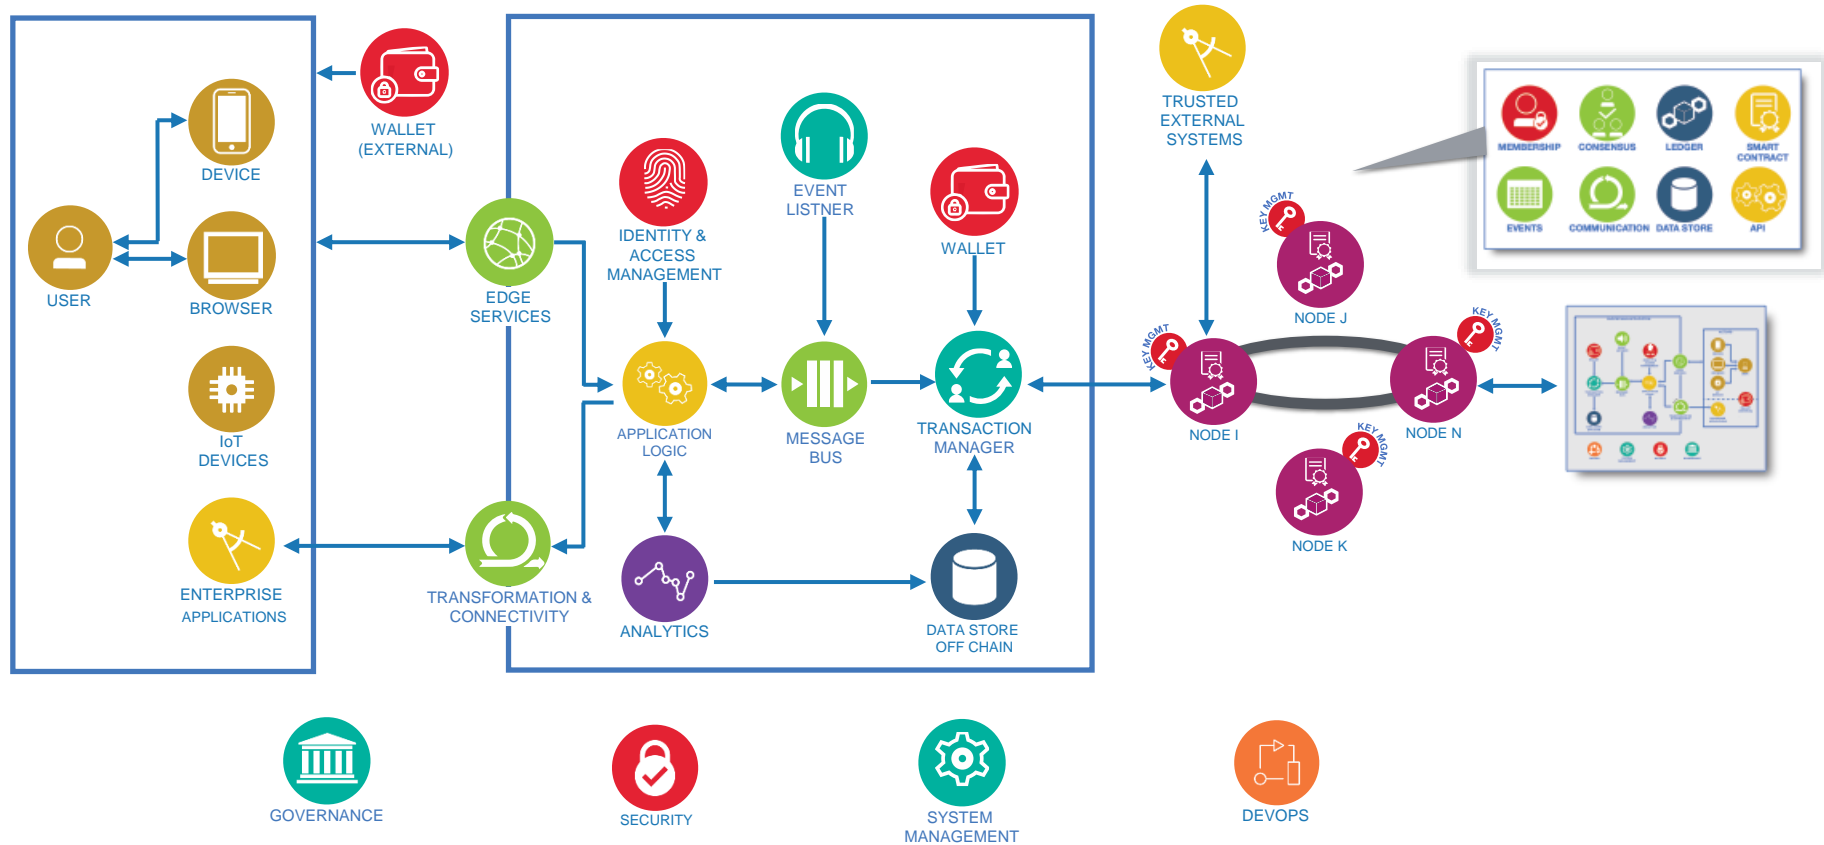 DEVICE
USER
BROWSER
IoT
DEVICES
ENTERPRISE
APPLICATIONS
WALLET
(EXTERNAL)
EDGE
SERVICES
TRANSFORMATION &
CONNECTIVITY
IDENTITY &
ACCESS
MANAGEMENT
APPLICATION
LOGIC
ANALYTICS
EVENT
LISTNER
MESSAGE
BUS
WALLET
TRANSACTION
MANAGER
DATA STORE
OFF CHAIN
TRUSTED
EXTERNAL
SYSTEMS
KEY MGMT
NODE J
KEY MGMT
NODE I
KEY MGMT
NODE N
KEY MGMT
NODE K
MEMBERSHIP
CONSENSUS
LEDGER
SMART
CONTRACT
EVENTS
COMMUNICATION
DATA STORE
API
GOVERNANCE
SECURITY
SYSTEM
MANAGEMENT
DEVOPS